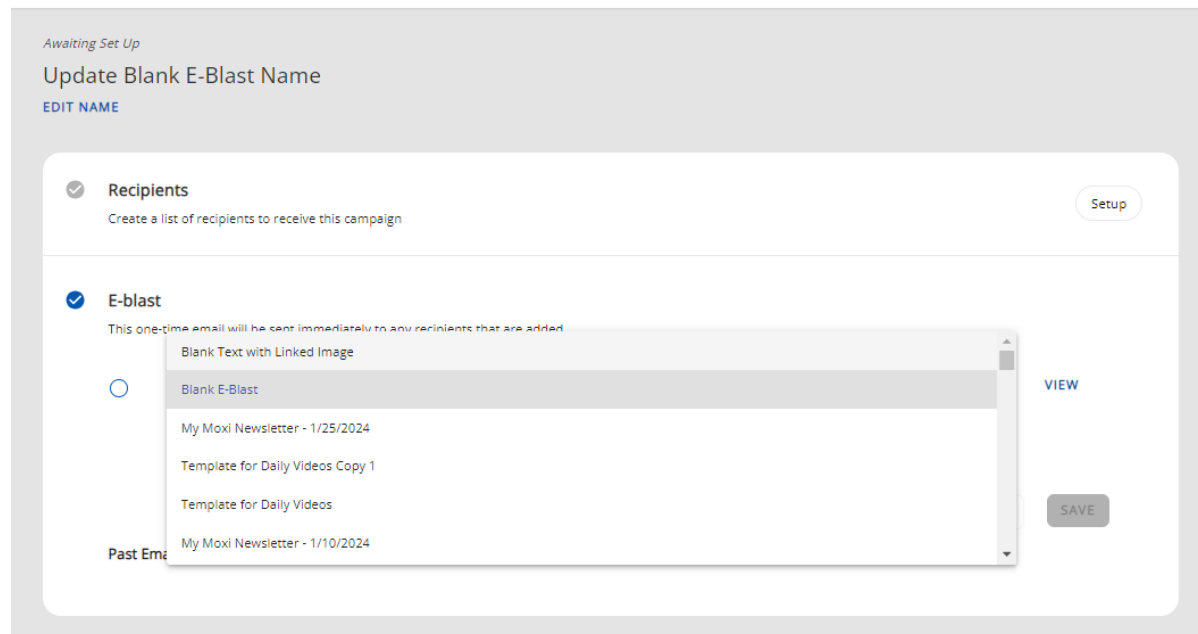 Awaiting Set Up
Update Blank E-Blast Name
EDIT NAME
Recipients
Create a list of recipients to receive this campaign
Setup
E-blast
This one-time email will be sent immediately to any recipients that are added
Blank Text with Linked Image
Blank E-Blast
VIEW
My Moxi Newsletter - 1/25/2024
Template for Daily Videos Copy 1
Template for Daily Videos
SAVE
My Moxi Newsletter - 1/10/2024
Past Ema